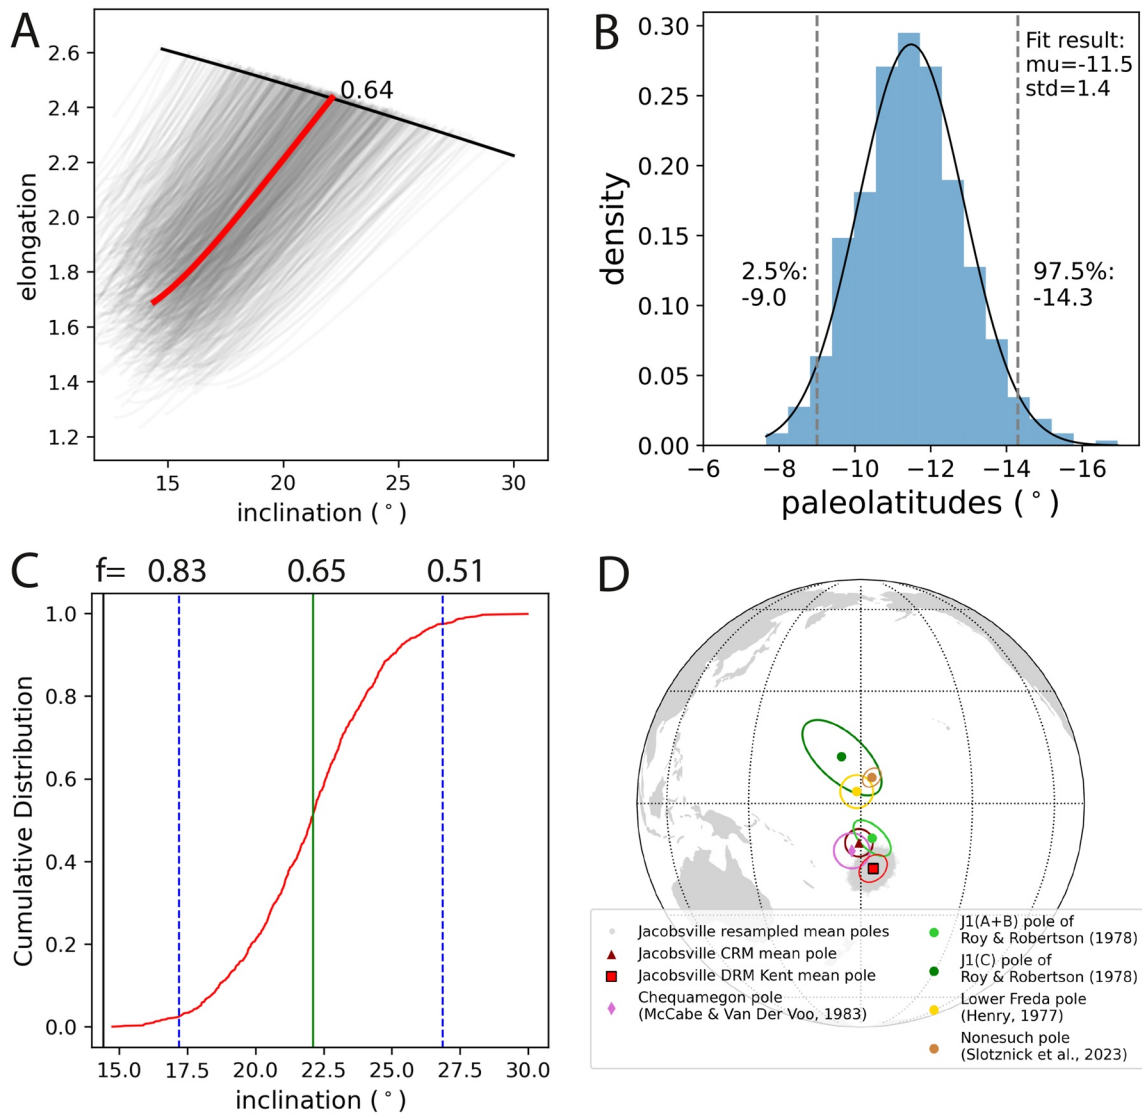 A
2.6
2.4
2.2
2.0
1.8
1.6
1.4
1.2
elongation
0.64
15
20
25
30
inclination (°)
B
0.30
0.25
0.20
0.15
0.10
0.05
0.00
density
Fit result:
mu=-11.5
std=1.4
2.5%:
-9.0
97.5%:
-14.3
−6
−8
−10
−12
−14
−16
paleolatitudes (°)
C
f=
0.83
0.65
0.51
1.0
0.8
0.6
0.4
0.2
0.0
Cumulative Distribution
15.0
17.5
20.0
22.5
25.0
27.5
30.0
inclination (°)
D
Jacobsville resampled mean poles
Jacobsville CRM mean pole
Jacobsville DRM Kent mean pole
Chequamegon pole
(McCabe & Van Der Voo, 1983)
J1(A+B) pole of
Roy & Robertson (1978)
J1(C) pole of
Roy & Robertson (1978)
Lower Freda pole
(Henry, 1977)
Nonesuch pole
(Slotznick et al., 2023)